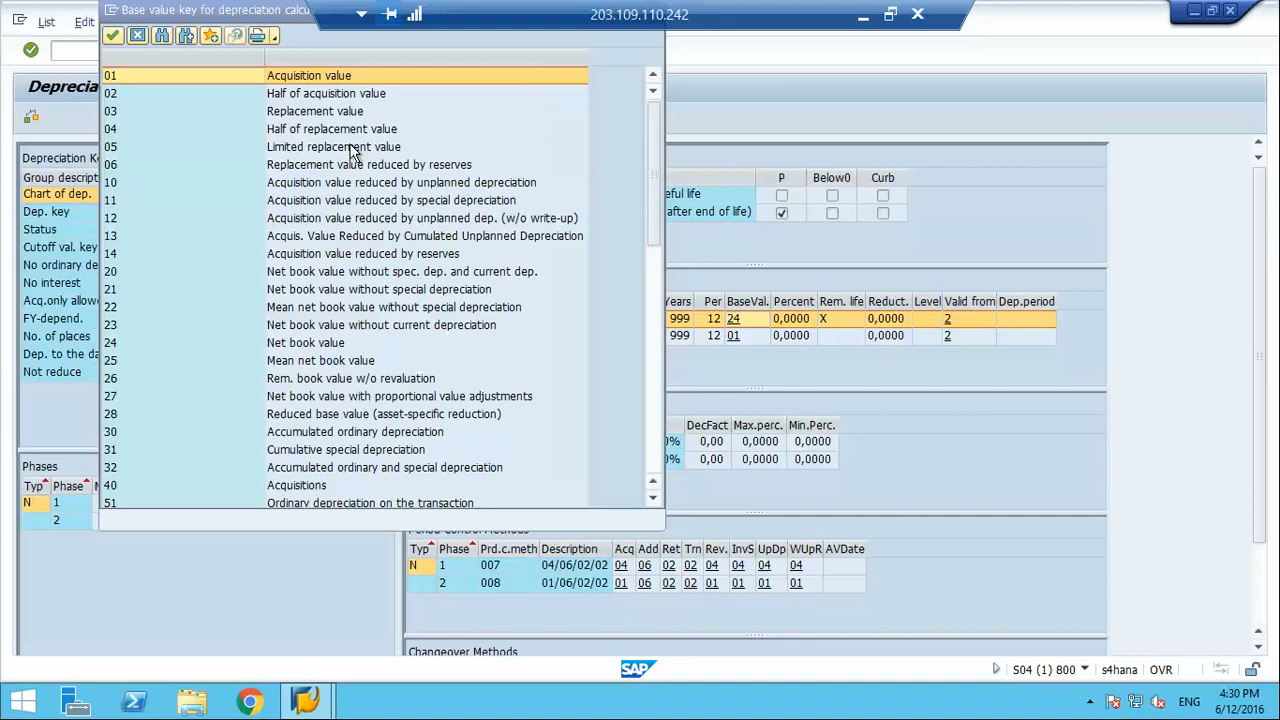 Base value key for depreciation calcu
203.109.110.242
List Edit
Deprecia
01 Acquisition value
02 Half of acquisition value
03 Replacement value
04 Half of replacement value
05 Limited replacement value
06 Replacement value reduced by reserves
10 Acquisition value reduced by unplanned depreciation
11 Acquisition value reduced by special depreciation
12 Acquisition value reduced by unplanned dep. (w/o write-up)
13 Acquis. Value Reduced by Cumulated Unplanned Depreciation
14 Acquisition value reduced by reserves
20 Net book value without spec. dep. and current dep.
21 Net book value without special depreciation
22 Mean net book value without special depreciation
23 Net book value without current depreciation
24 Net book value
25 Mean net book value
26 Rem. book value w/o revaluation
27 Net book value with proportional value adjustments
28 Reduced base value (asset-specific reduction)
30 Accumulated ordinary depreciation
31 Cumulative special depreciation
32 Accumulated ordinary and special depreciation
40 Acquisitions
51 Ordinary depreciation on the transaction
Depreciation Ke
Group descript
Chart of dep.
Dep. key
Status
Cutoff val. key
No ordinary de
No interest
Acq.only allowe
FY-depend.
No. of places
Dep. to the da
Not reduce
P Below0 Curb
eful life
after end of life)
Years Per BaseVal. Percent Rem. life Reduct. Level Valid from Dep.period
999 12 24 0,0000 X 0,0000 2
999 12 01 0,0000 0,0000 2
DecFact Max.perc. Min.Perc.
0% 0,00 0,0000 0,0000
0% 0,00 0,0000 0,0000
Phases
Typ Phase
N 1
2
Period Control Methods
Typ Phase Prd.c.meth Description Acq Add Ret Trn Rev. InvS UpDp WUpR AVDate
N 1 007 04/06/02/02 04 06 02 02 04 04 04 04
2 008 01/06/02/02 01 06 02 02 01 01 01 01
Changeover Methods
SAP
S04 (1) 800 s4hana OVR
ENG
4:30 PM
6/12/2016